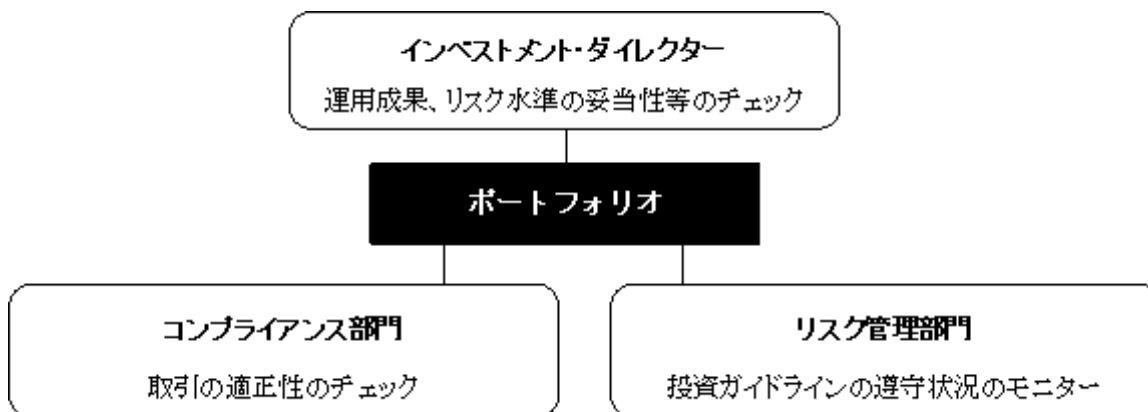 インベストメント・ダイレクター
運用成果、リスク水準の妥当性等のチェック
ポートフォリオ
コンプライアンス部門
取引の適正性のチェック
リスク管理部門
投資ガイドラインの遵守状況のモニター